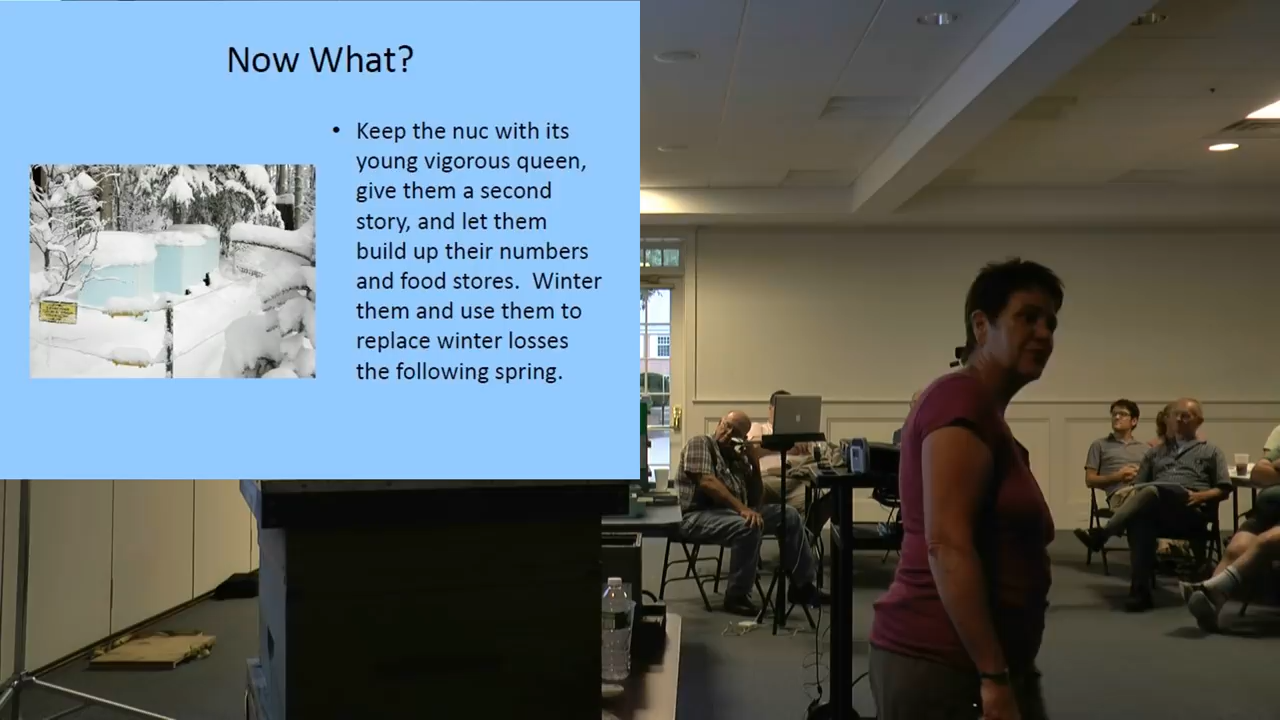 Now What?
• Keep the nuc with its
young vigorous queen,
give them a second
story, and let them
build up their numbers
and food stores.  Winter
them and use them to
replace winter losses
the following spring.